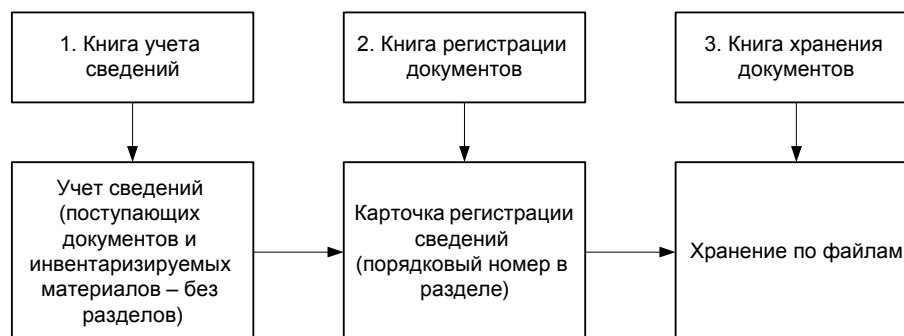 1. Книга учета
сведений
2. Книга регистрации
документов
3. Книга хранения
документов
Учет сведений
(поступающих
документов и
инвентаризируемых
материалов – без
разделов)
Карточка регистрации
сведений
(порядковый номер в
разделе)
Хранение по файлам